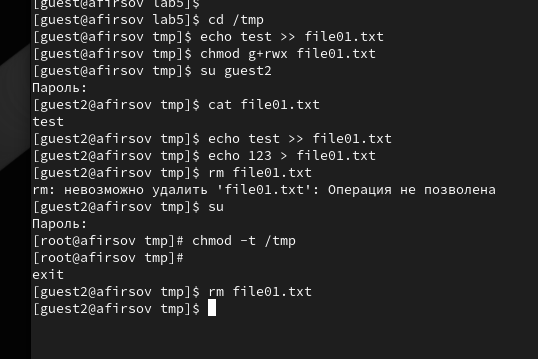 [guest@afirsov lab5]$
[guest@afirsov lab5]$ cd /tmp
[guest@afirsov tmp]$ echo test >> file01.txt
[guest@afirsov tmp]$ chmod g+rwx file01.txt
[guest@afirsov tmp]$ su guest2
Пароль:
[guest2@afirsov tmp]$ cat file01.txt
test
[guest2@afirsov tmp]$ echo test >> file01.txt
[guest2@afirsov tmp]$ echo 123 > file01.txt
[guest2@afirsov tmp]$ rm file01.txt
rm: невозможно удалить 'file01.txt': Операция не позволена
[guest2@afirsov tmp]$ su
Пароль:
[root@afirsov tmp]# chmod -t /tmp
[root@afirsov tmp]#
exit
[guest2@afirsov tmp]$ rm file01.txt
[guest2@afirsov tmp]$